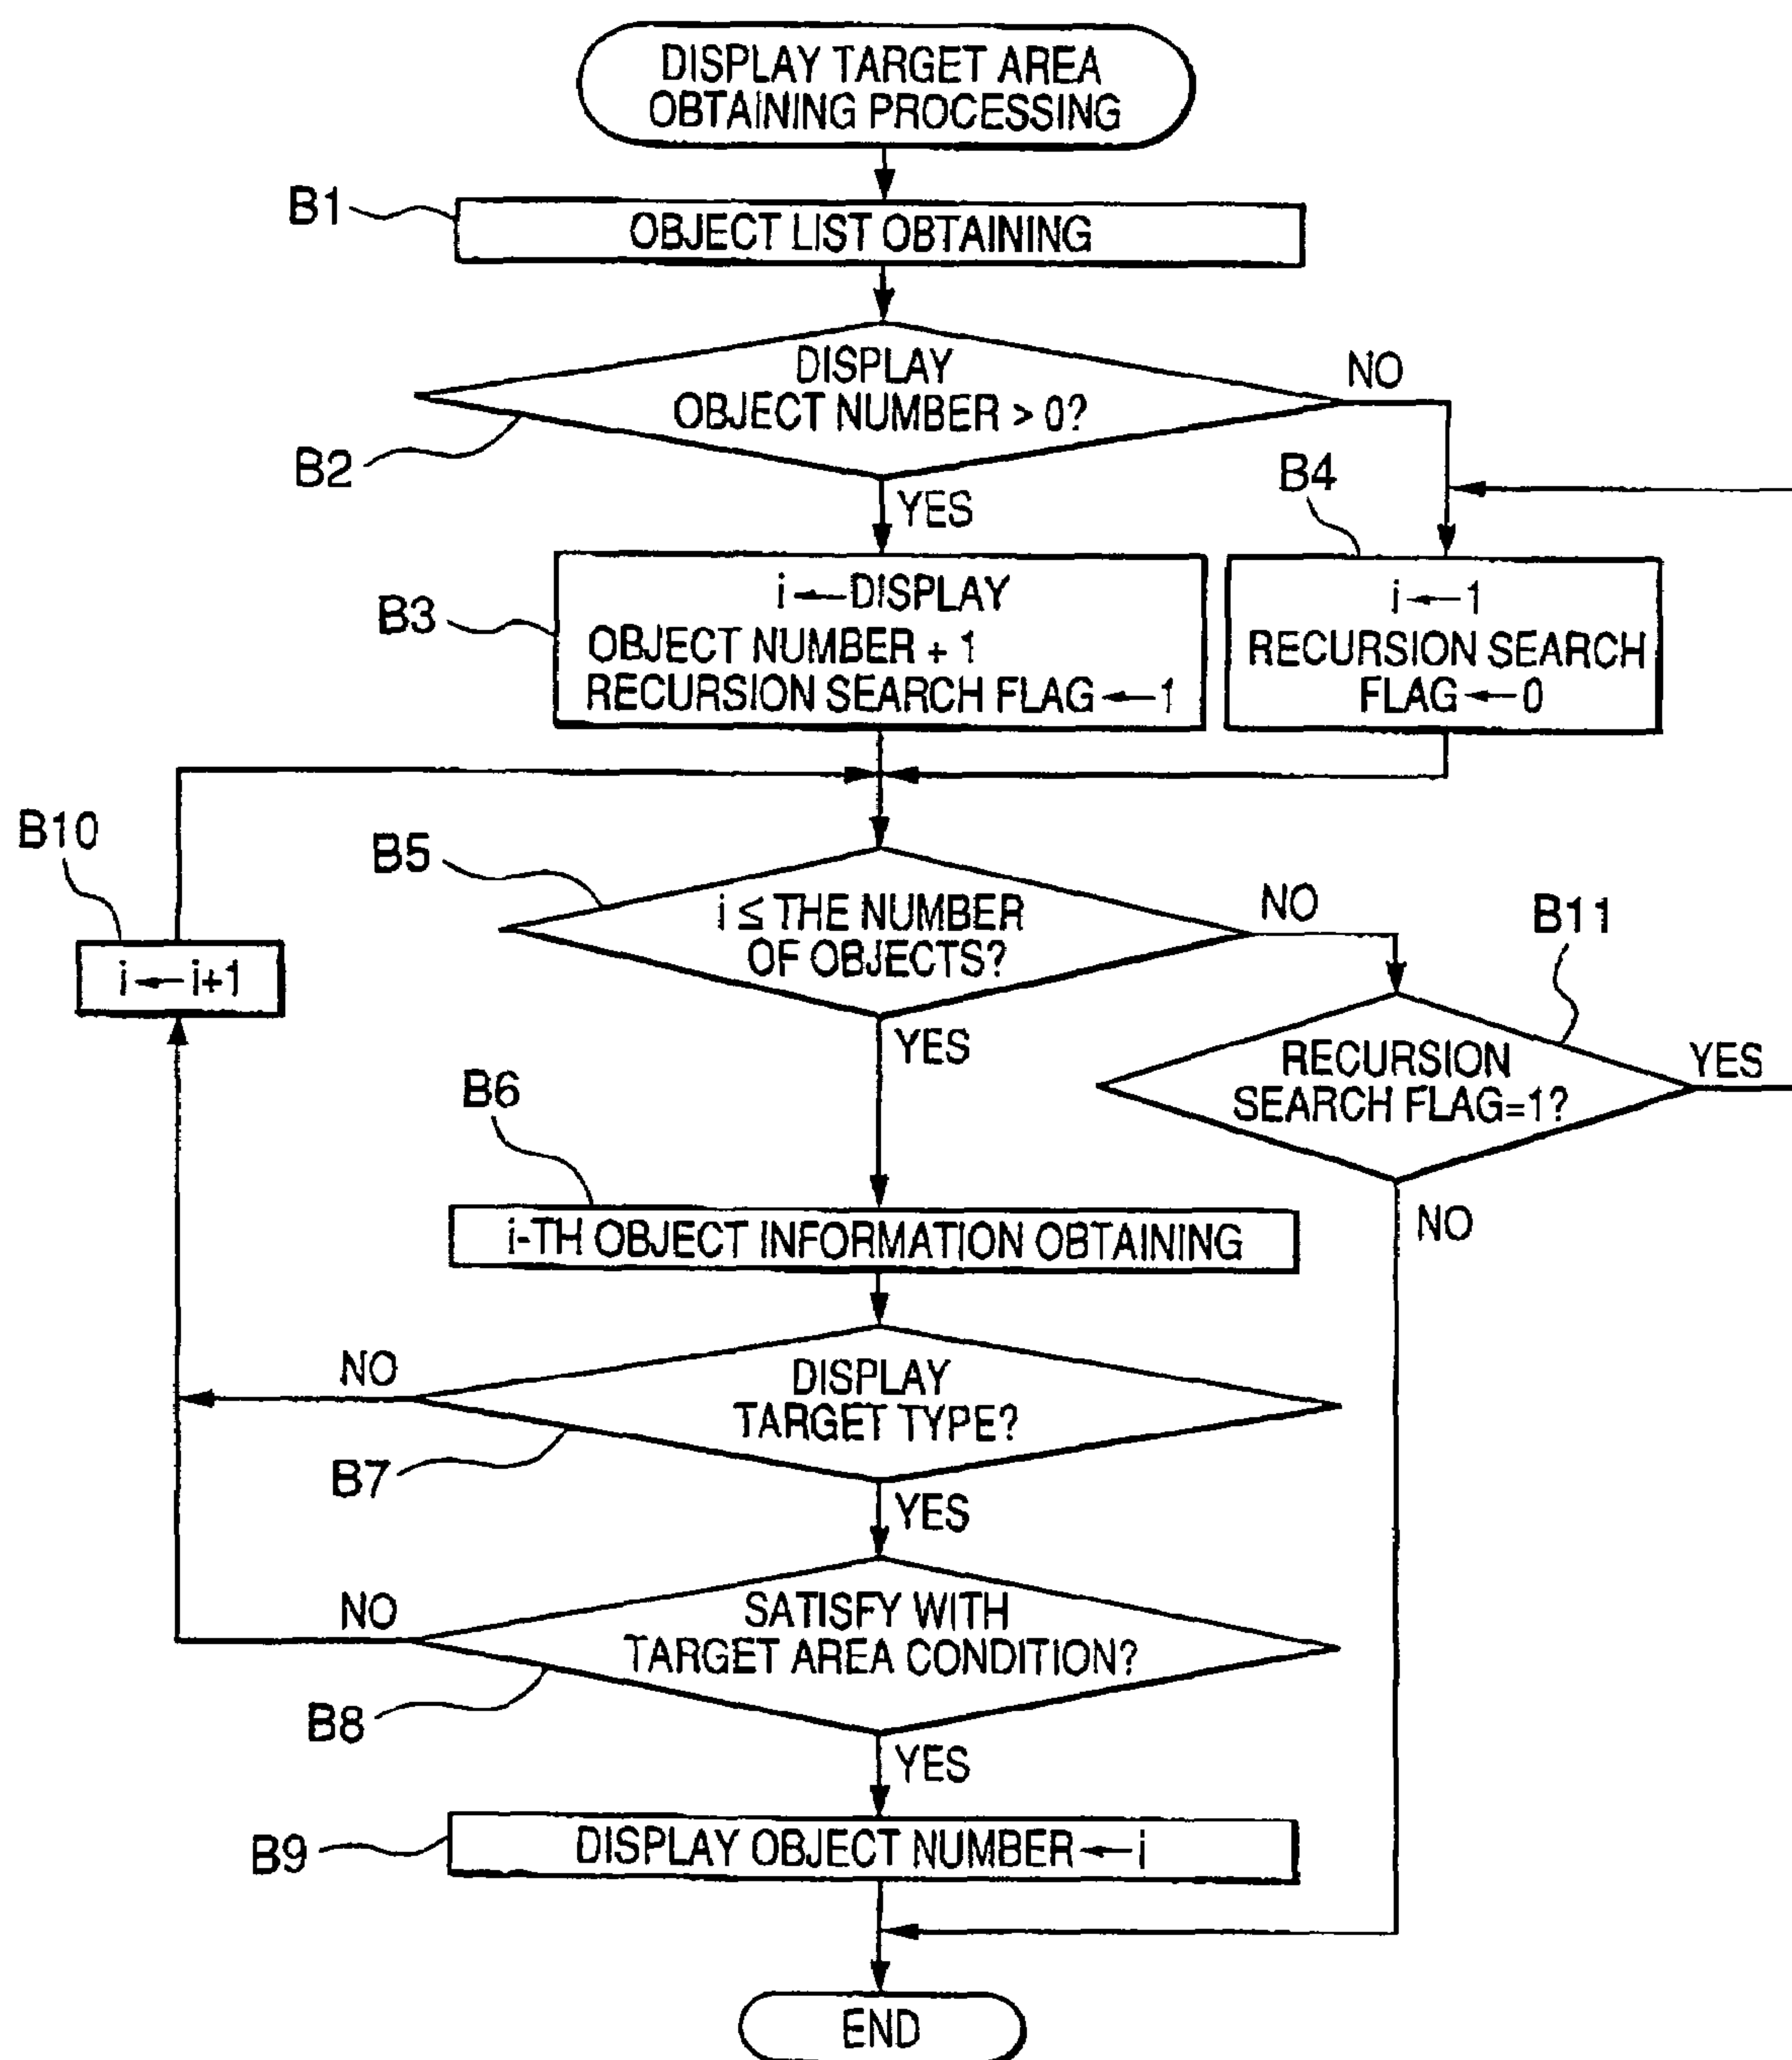 DISPLAY TARGET AREA
OBTAINING PROCESSING
B1
OBJECT LIST OBTAINING
DISPLAY
OBJECT NUMBER > 0?
NO
B2
YES
B4
B3
i←DISPLAY
OBJECT NUMBER + 1
RECURSION SEARCH FLAG←1
i←1
RECURSION SEARCH
FLAG←0
B10
i←i+1
B5
i ≤ THE NUMBER
OF OBJECTS?
NO
YES
B11
RECURSION
SEARCH FLAG=1?
YES
NO
B6
i-TH OBJECT INFORMATION OBTAINING
NO
DISPLAY
TARGET TYPE?
B7
YES
NO
SATISFY WITH
TARGET AREA CONDITION?
B8
YES
B9
DISPLAY OBJECT NUMBER←i
END